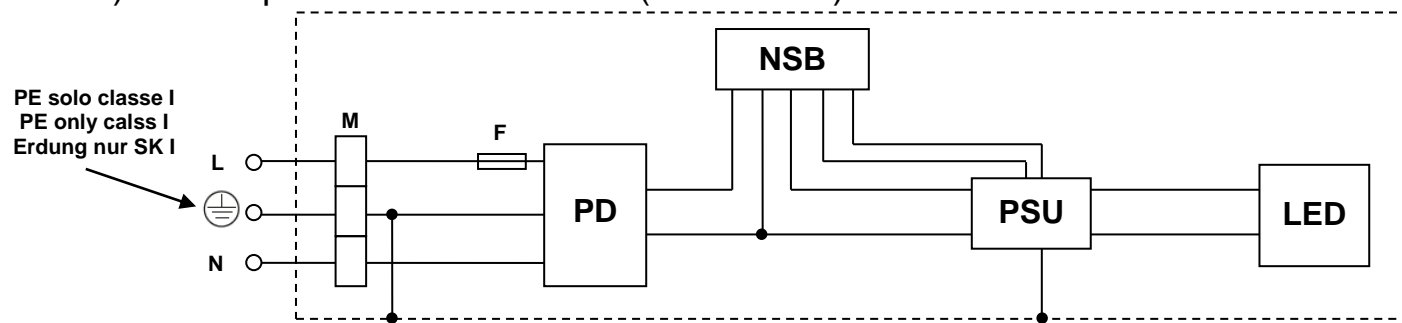 PE solo classe I
PE only calss I
Erdung nur SK I
L
N
M
F
PD
NSB
PSU
LED